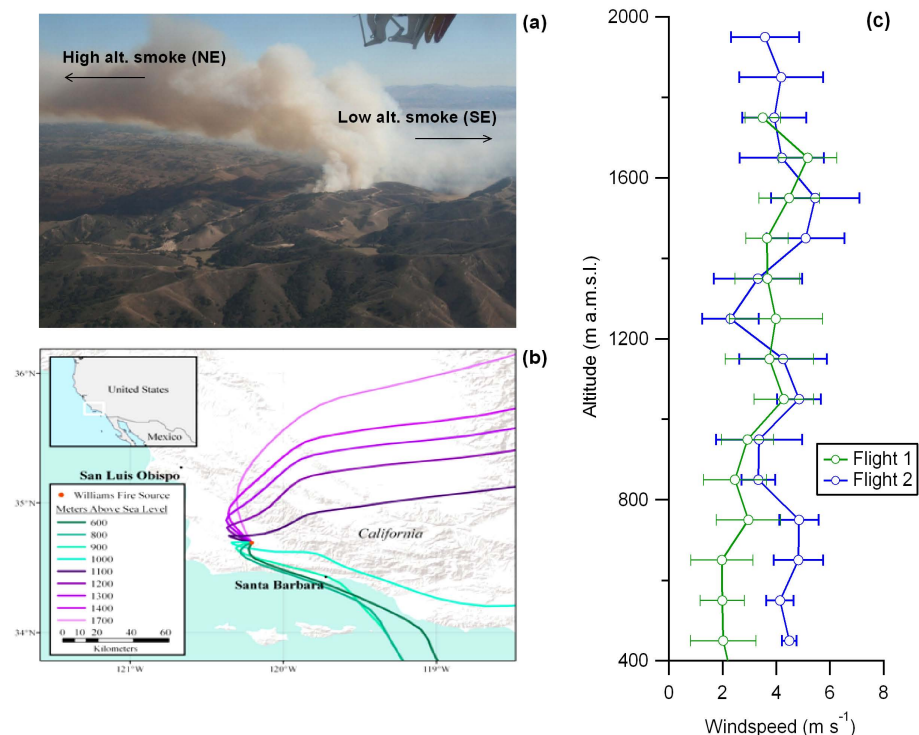 (a)
High alt. smoke (NE)
Low alt. smoke (SE)
(b)
36°N
35°N
34°N
United States
Mexico
San Luis Obispo
Williams Fire Source
Meters Above Sea Level
600
800
900
1000
1100
1200
1300
1400
1700
0 10 20 40 60
Kilometers
California
Santa Barbara
121°W 120°W 119°W
(c)
2000
1600
1200
800
400
Altitude (m a.m.s.l.)
Flight 1
Flight 2
0 2 4 6 8
Windspeed (m s⁻¹)